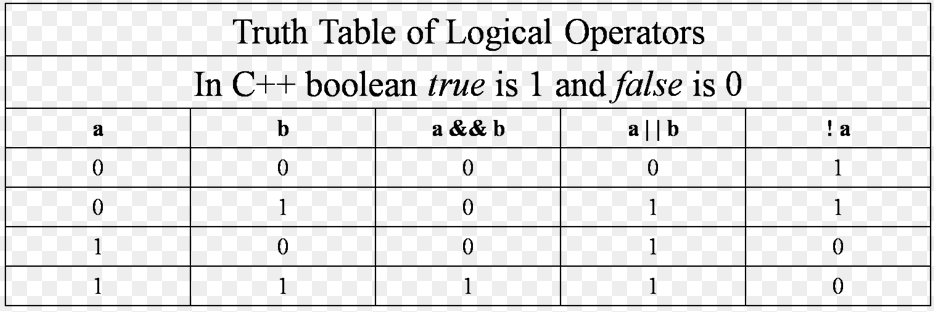 Truth Table of Logical Operators
In C++ boolean true is 1 and false is 0
a b a && b a | | b ! a
0 0 0 0 1
0 1 0 1 1
1 0 0 1 0
1 1 1 1 0